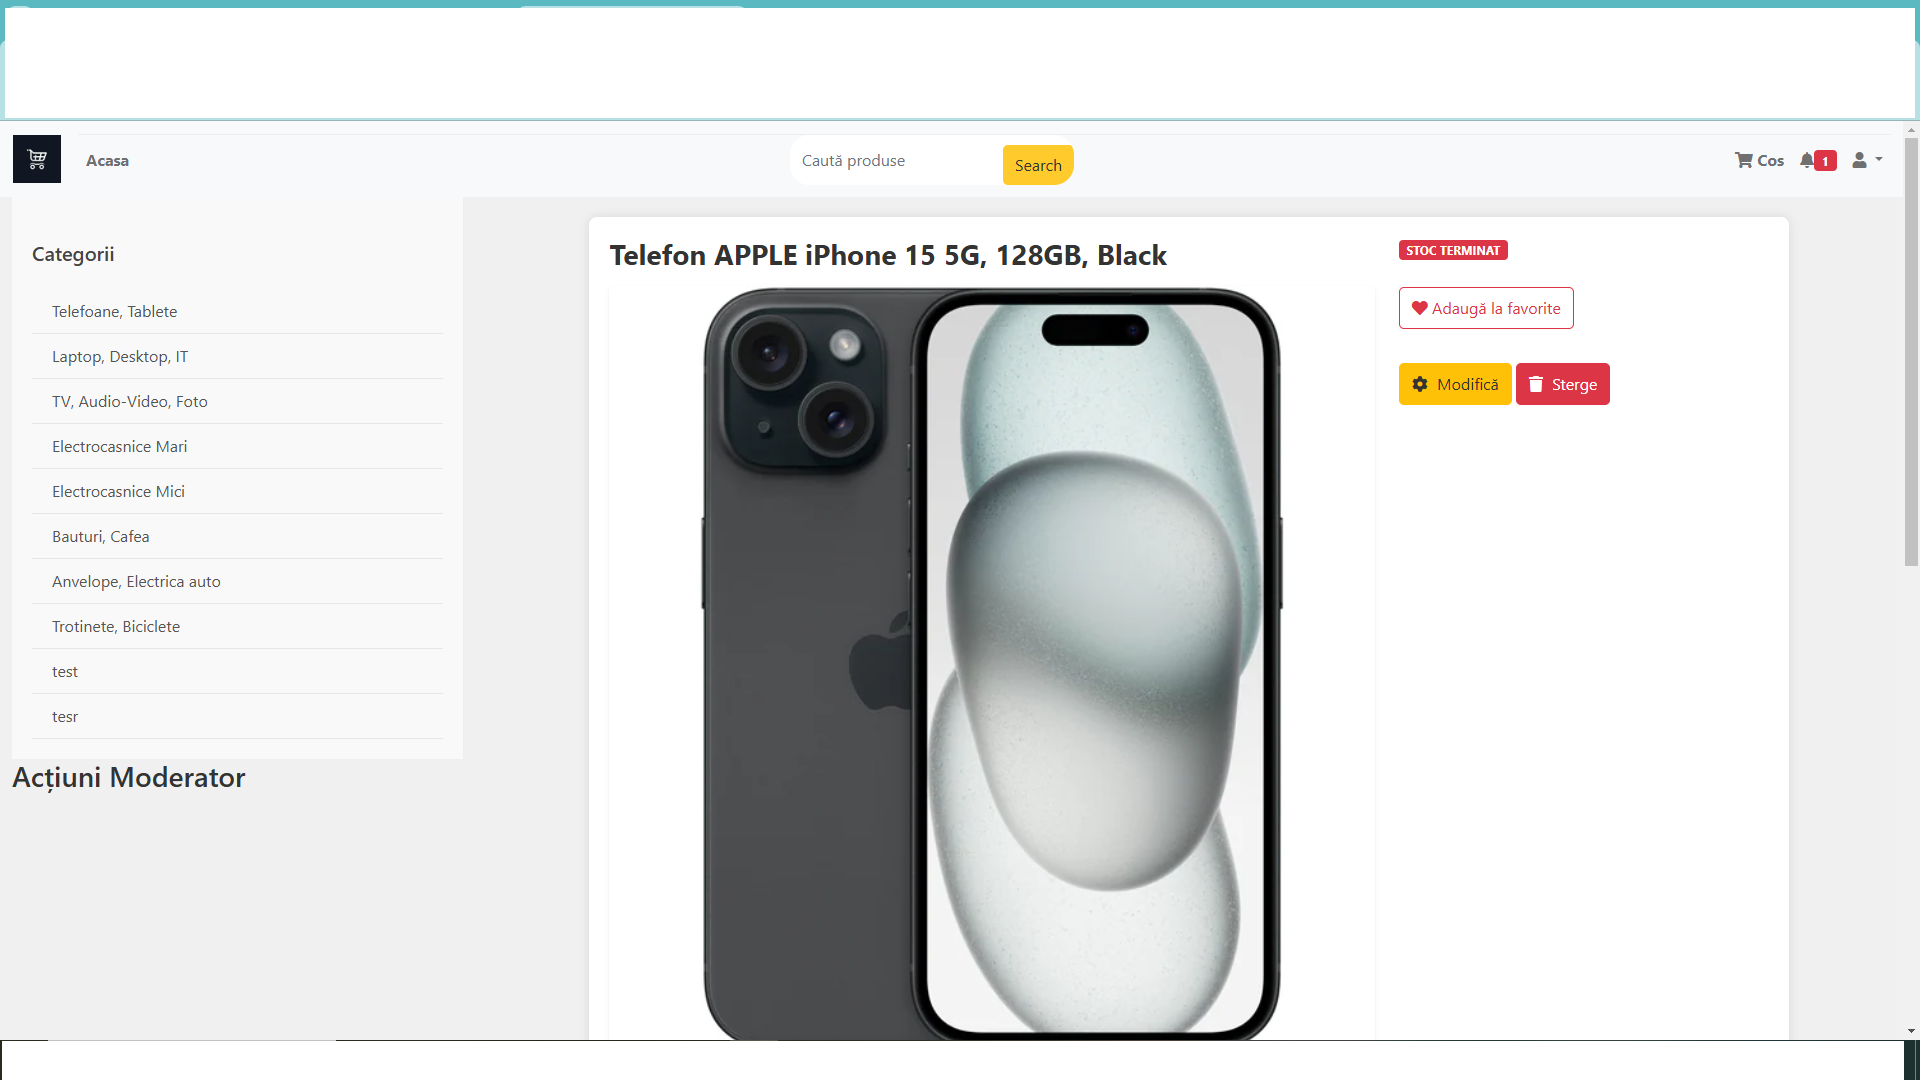 Acasa
Caută produse
Search
Cos
1
Categorii
Telefoane, Tablete
Laptop, Desktop, IT
TV, Audio-Video, Foto
Electrocasnice Mari
Electrocasnice Mici
Bauturi, Cafea
Anvelope, Electrica auto
Trotinete, Biciclete
test
tesr
Acțiuni Moderator
Telefon APPLE iPhone 15 5G, 128GB, Black
STOC TERMINAT
Adaugă la favorite
Modifică
Sterge